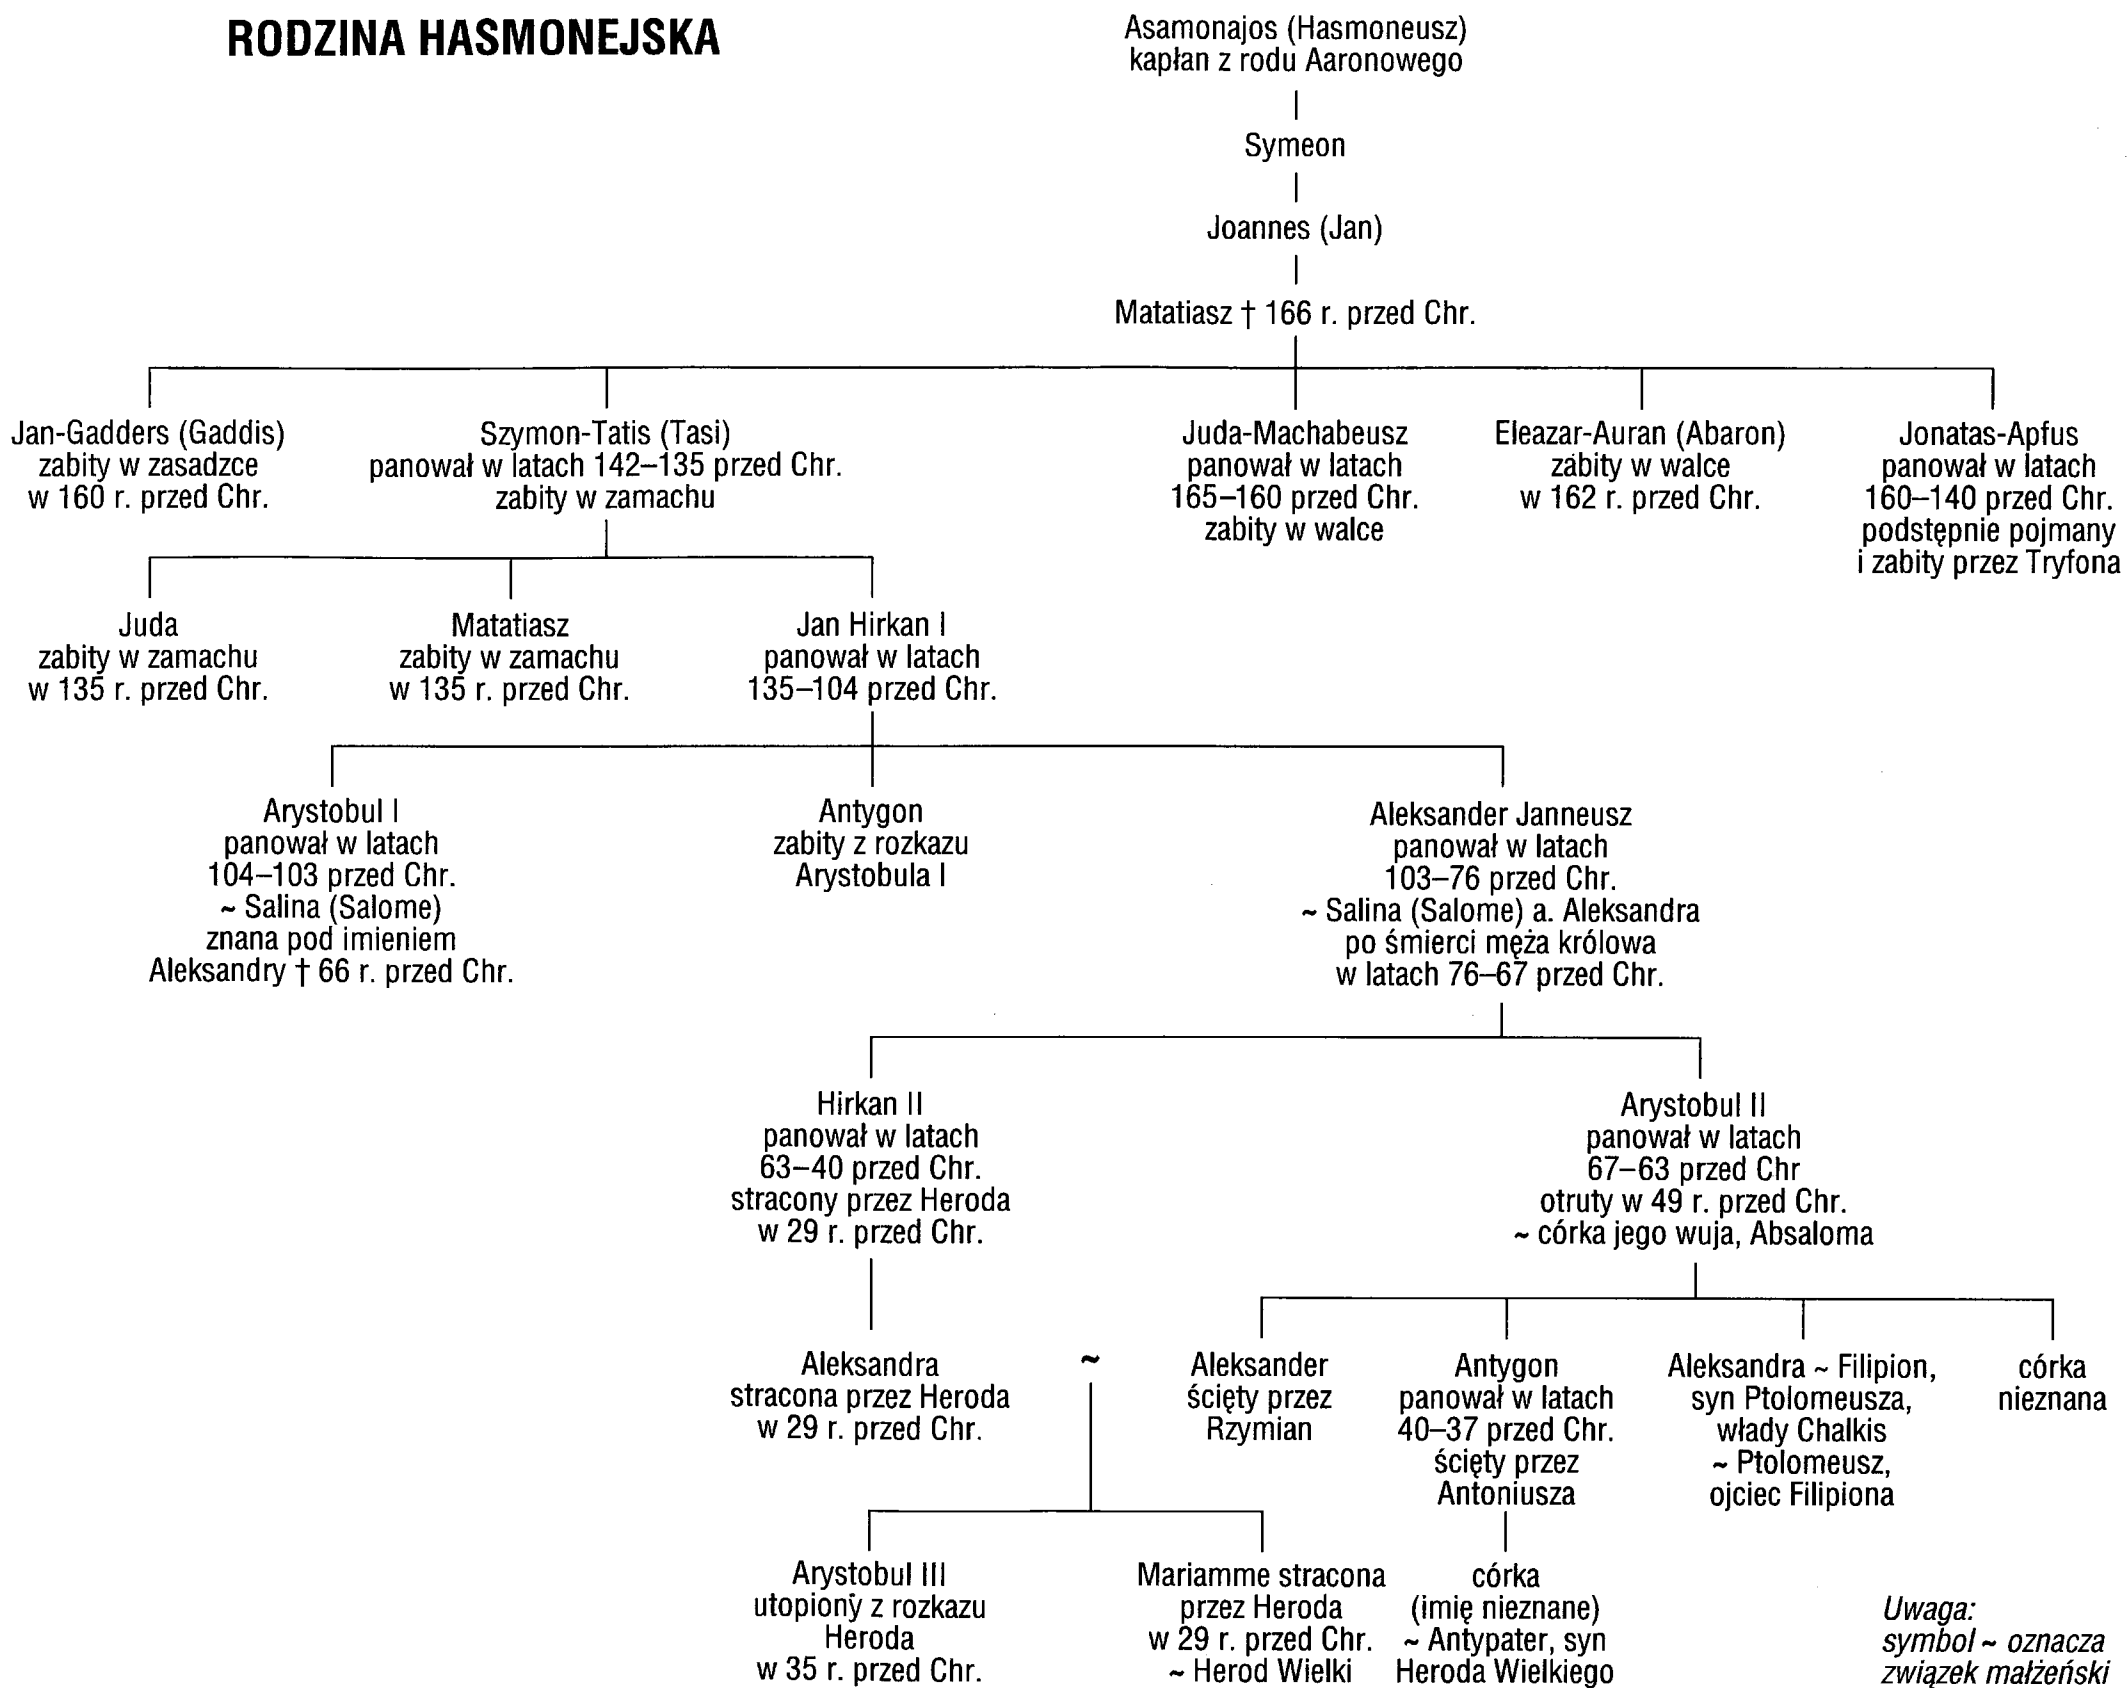 RODZINA HASMONEJSKA
Asamonajos (Hasmoneusz)
kapłan z rodu Aaronowego
Symeon
Joannes (Jan)
Matatiasz † 166 r. przed Chr.
Jan-Gadders (Gaddis)
zabity w zasadzce
w 160 r. przed Chr.
Szymon-Tatis (Tasi)
panował w latach 142–135 przed Chr.
zabity w zamachu
Juda-Machabeusz
panował w latach
165–160 przed Chr.
zabity w walce
Eleazar-Auran (Abaron)
zabity w walce
w 162 r. przed Chr.
Jonatas-Apfus
panował w latach
160–140 przed Chr.
podstępnie pojmany
i zabity przez Tryfona
Juda
zabity w zamachu
w 135 r. przed Chr.
Matatiasz
zabity w zamachu
w 135 r. przed Chr.
Jan Hirkan I
panował w latach
135–104 przed Chr.
Arystobul I
panował w latach
104–103 przed Chr.
~ Salina (Salome)
znana pod imieniem
Aleksandry † 66 r. przed Chr.
Antygon
zabity z rozkazu
Arystobula I
Aleksander Janneusz
panował w latach
103–76 przed Chr.
~ Salina (Salome) a. Aleksandra
po śmierci męża królowa
w latach 76–67 przed Chr.
Hirkan II
panował w latach
63–40 przed Chr.
stracony przez Heroda
w 29 r. przed Chr.
Arystobul II
panował w latach
67–63 przed Chr
otruty w 49 r. przed Chr.
~ córka jego wuja, Absaloma
Aleksandra
stracona przez Heroda
w 29 r. przed Chr.
~
Aleksander
ścięty przez
Rzymian
Antygon
panował w latach
40–37 przed Chr.
ścięty przez
Antoniusza
Aleksandra ~ Filipion,
syn Ptolomeusza,
włady Chalkis
~ Ptolomeusz,
ojciec Filipiona
córka
nieznana
Arystobul III
utopiony z rozkazu
Heroda
w 35 r. przed Chr.
Mariamme stracona
przez Heroda
w 29 r. przed Chr.
~ Herod Wielki
córka
(imię nieznane)
~ Antypater, syn
Heroda Wielkiego
Uwaga:
symbol ~ oznacza
związek małżeński